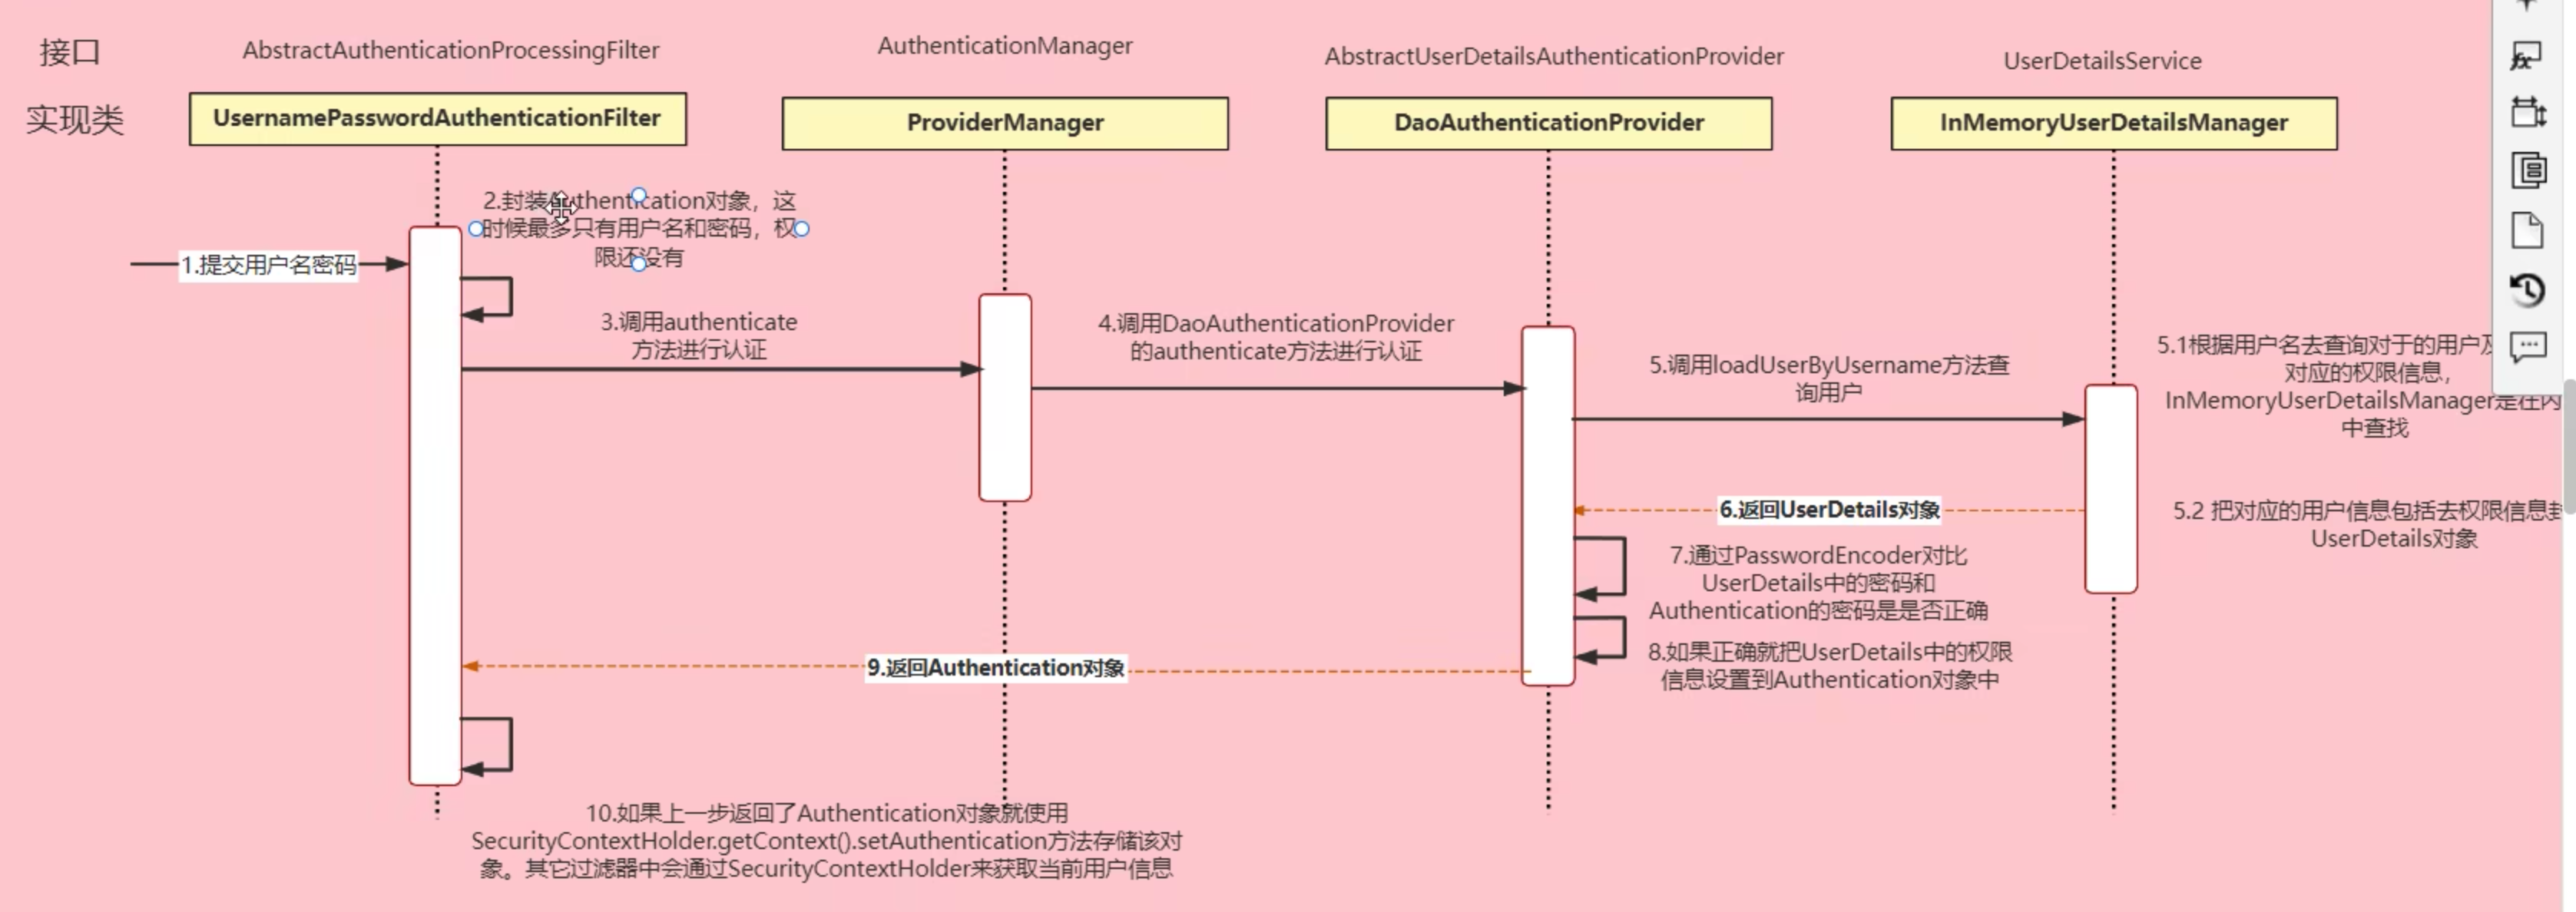 接口
AbstractAuthenticationProcessingFilter
AuthenticationManager
AbstractUserDetailsAuthenticationProvider
UserDetailsService
实现类
UsernamePasswordAuthenticationFilter
ProviderManager
DaoAuthenticationProvider
InMemoryUserDetailsManager
1.提交用户名密码
2.封装Authentication对象，这
时候最多只有用户名和密码，权
限还没有
3.调用authenticate
方法进行认证
4.调用DaoAuthenticationProvider
的authenticate方法进行认证
5.调用loadUserByUsername方法查
询用户
5.1根据用户名去查询对于的用户及
对应的权限信息，
InMemoryUserDetailsManager是在内
中查找
5.2 把对应的用户信息包括去权限信息封
UserDetails对象
6.返回UserDetails对象
7.通过PasswordEncoder对比
UserDetails中的密码和
Authentication的密码是是否正确
8.如果正确就把UserDetails中的权限
信息设置到Authentication对象中
9.返回Authentication对象
10.如果上一步返回了Authentication对象就使用
SecurityContextHolder.getContext().setAuthentication方法存储该对
象。其它过滤器中会通过SecurityContextHolder来获取当前用户信息
fx